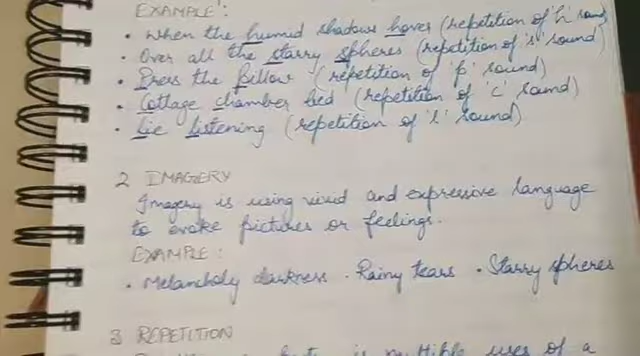 EXAMPLE:
• When the humid shadows hover (repetition of 'h' sound
• Over all the starry spheres (repetition of 's' sound)
• Press the pillow (repetition of 'p' sound)
• Cottage chamber bed (repetition of 'c' sound)
• Lie listening (repetition of 'l' sound)
2 IMAGERY
Imagery is using vivid and expressive language
to evoke pictures or feelings.
EXAMPLE:
• Melancholy darkness • Rainy tears • Starry spheres
3 REPETITION
is multiple uses of a